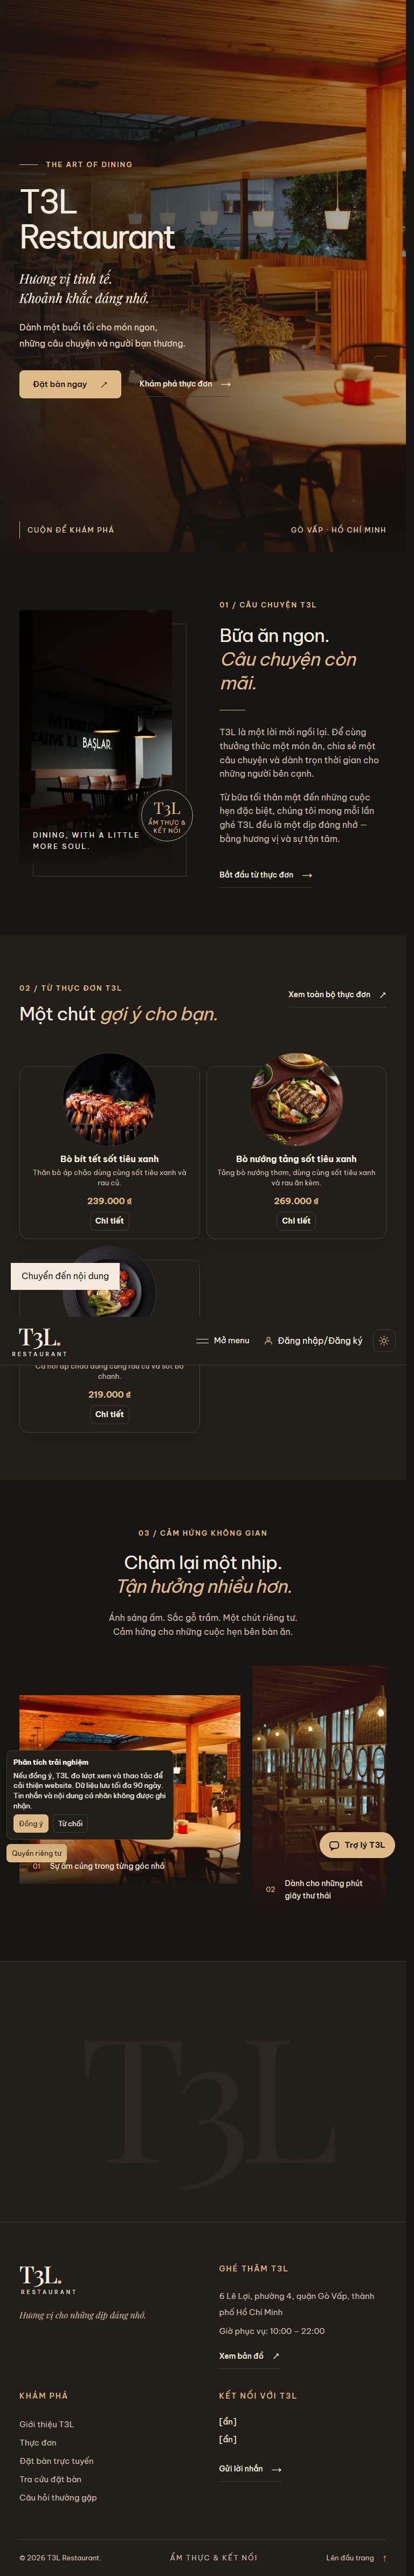 THE ART OF DINING
T3L
Restaurant
Hương vị tinh tế.
Khoảnh khắc đáng nhớ.
Dành một buổi tối cho món ngon,
những câu chuyện và người bạn thương.
Đặt bàn ngay ↗
Khám phá thực đơn →
CUỘN ĐỂ KHÁM PHÁ
GÒ VẤP · HỒ CHÍ MINH
01 / CÂU CHUYỆN T3L
Bữa ăn ngon.
Câu chuyện còn
mãi.
T3L là một lời mời ngồi lại. Để cùng
thưởng thức một món ăn, chia sẻ một
câu chuyện và dành trọn thời gian cho
những người bên cạnh.
Từ bữa tối thân mật đến những cuộc
hẹn đặc biệt, chúng tôi mong mỗi lần
ghé T3L đều là một dịp đáng nhớ —
bằng hương vị và sự tận tâm.
Bắt đầu từ thực đơn →
BAŞLAR.
DINING, WITH A LITTLE
MORE SOUL.
T3L
ẨM THỰC &
KẾT NỐI
02 / TỪ THỰC ĐƠN T3L
Một chút gợi ý cho bạn.
Xem toàn bộ thực đơn ↗
Bò bít tết sốt tiêu xanh
Thăn bò áp chảo dùng cùng sốt tiêu xanh và
rau củ.
239.000 ₫
Chi tiết
Bò nướng tảng sốt tiêu xanh
Tảng bò nướng thơm, dùng cùng sốt tiêu xanh
và rau ăn kèm.
269.000 ₫
Chi tiết
Chuyển đến nội dung
T3L.
RESTAURANT
Mở menu
Đăng nhập/Đăng ký
Cá hồi áp chảo dùng cùng rau củ và sốt bơ
chanh.
219.000 ₫
Chi tiết
03 / CẢM HỨNG KHÔNG GIAN
Chậm lại một nhịp.
Tận hưởng nhiều hơn.
Ánh sáng ấm. Sắc gỗ trầm. Một chút riêng tư.
Cảm hứng cho những cuộc hẹn bên bàn ăn.
Phân tích trải nghiệm
Nếu đồng ý, T3L đo lượt xem và thao tác để
cải thiện website. Dữ liệu lưu tối đa 90 ngày.
Tin nhắn và nội dung cá nhân không được ghi
nhận.
Đồng ý
Từ chối
Quyền riêng tư
01 Sự ấm cúng trong từng góc nhỏ
Trợ lý T3L
02 Dành cho những phút
giây thư thái
T3L
T3L.
RESTAURANT
Hương vị cho những dịp đáng nhớ.
GHÉ THĂM T3L
6 Lê Lợi, phường 4, quận Gò Vấp, thành
phố Hồ Chí Minh
Giờ phục vụ: 10:00 – 22:00
Xem bản đồ ↗
KHÁM PHÁ
Giới thiệu T3L
Thực đơn
Đặt bàn trực tuyến
Tra cứu đặt bàn
Câu hỏi thường gặp
KẾT NỐI VỚI T3L
[ẩn]
[ẩn]
Gửi lời nhắn →
© 2026 T3L Restaurant.
ẨM THỰC & KẾT NỐI
Lên đầu trang ↑